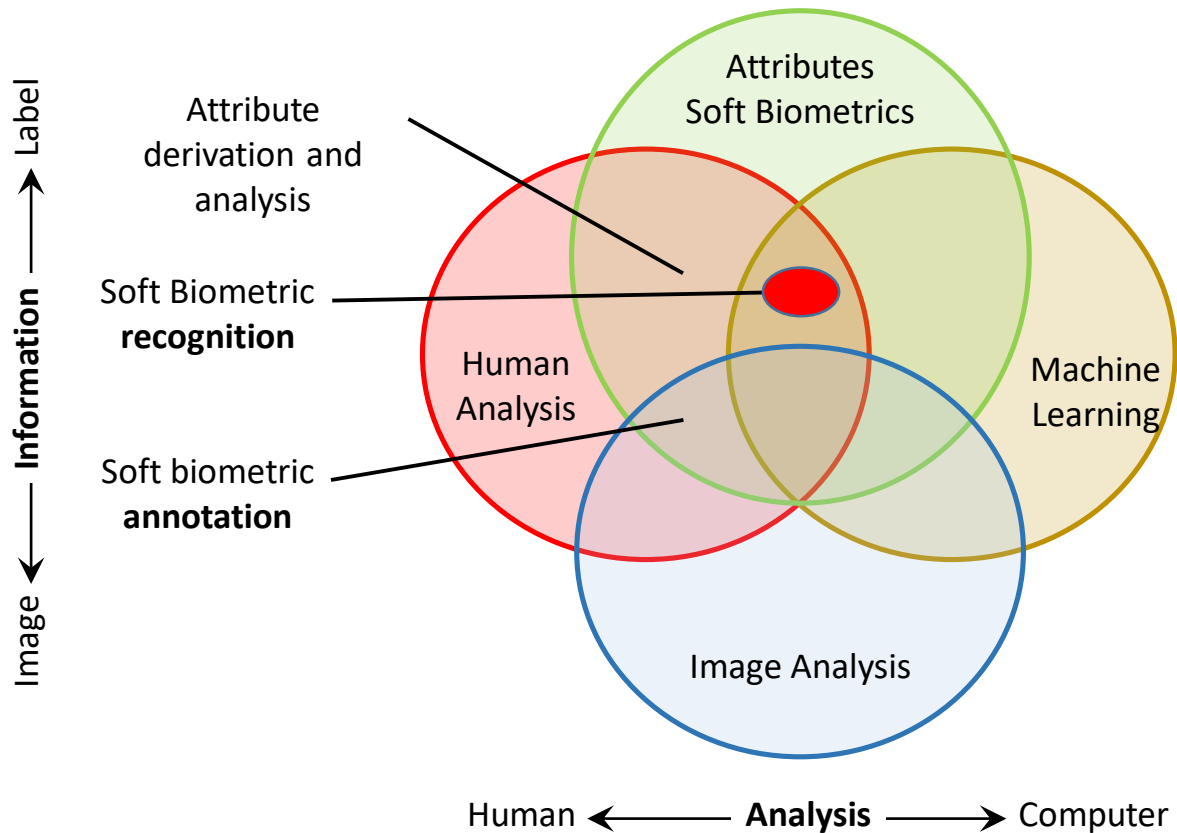 Attributes
Soft Biometrics
Attribute
derivation and
analysis
Soft Biometric
recognition
Human
Analysis
Machine
Learning
Soft biometric
annotation
Image Analysis
Label
Information
Image
Human
Analysis
Computer